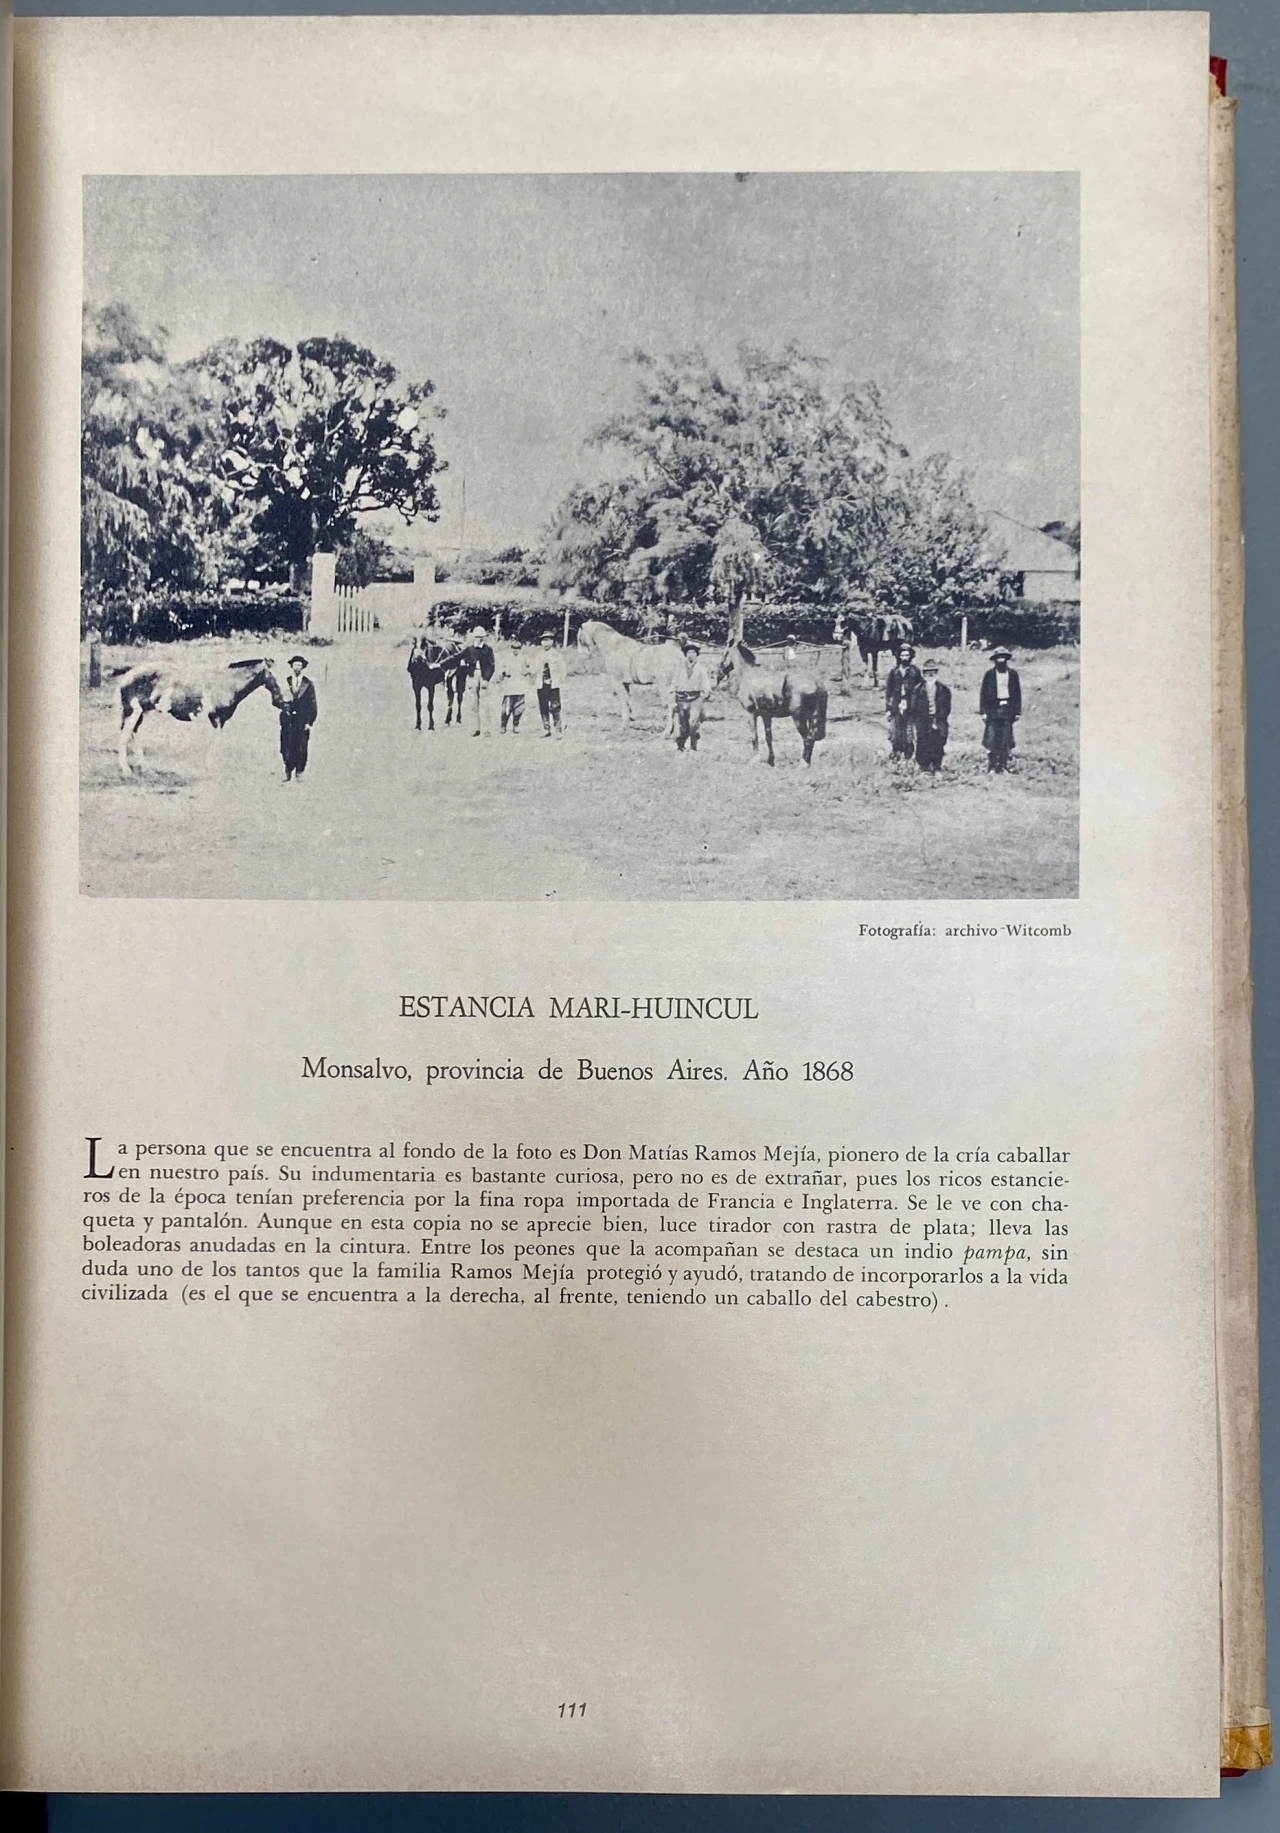 Fotografía: archivo Witcomb
ESTANCIA MARI-HUINCUL
Monsalvo, provincia de Buenos Aires. Año 1868
La persona que se encuentra al fondo de la foto es Don Matías Ramos Mejía, pionero de la cría caballar
en nuestro país. Su indumentaria es bastante curiosa, pero no es de extrañar, pues los ricos estancie-
ros de la época tenían preferencia por la fina ropa importada de Francia e Inglaterra. Se le ve con cha-
queta y pantalón. Aunque en esta copia no se aprecie bien, luce tirador con rastra de plata; lleva las
boleadoras anudadas en la cintura. Entre los peones que la acompañan se destaca un indio pampa, sin
duda uno de los tantos que la familia Ramos Mejía protegió y ayudó, tratando de incorporarlos a la vida
civilizada (es el que se encuentra a la derecha, al frente, teniendo un caballo del cabestro).
111